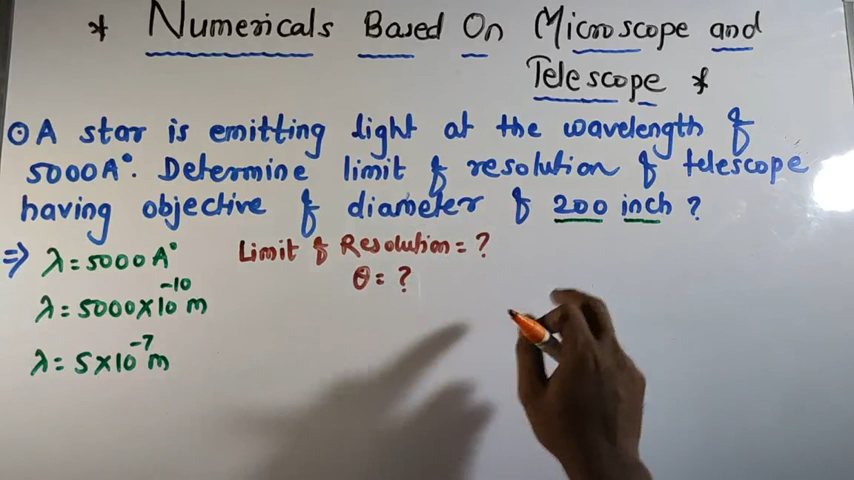 * Numericals Based On Microscope and
Telescope *
⊙ A star is emitting light at the wavelength of
5000A°. Determine limit of resolution of telescope
having objective of diameter of 200 inch ?
⇒ λ = 5000 A°
Limit of Resolution = ?
θ = ?
λ = 5000 × 10⁻¹⁰ m
λ = 5 × 10⁻⁷ m